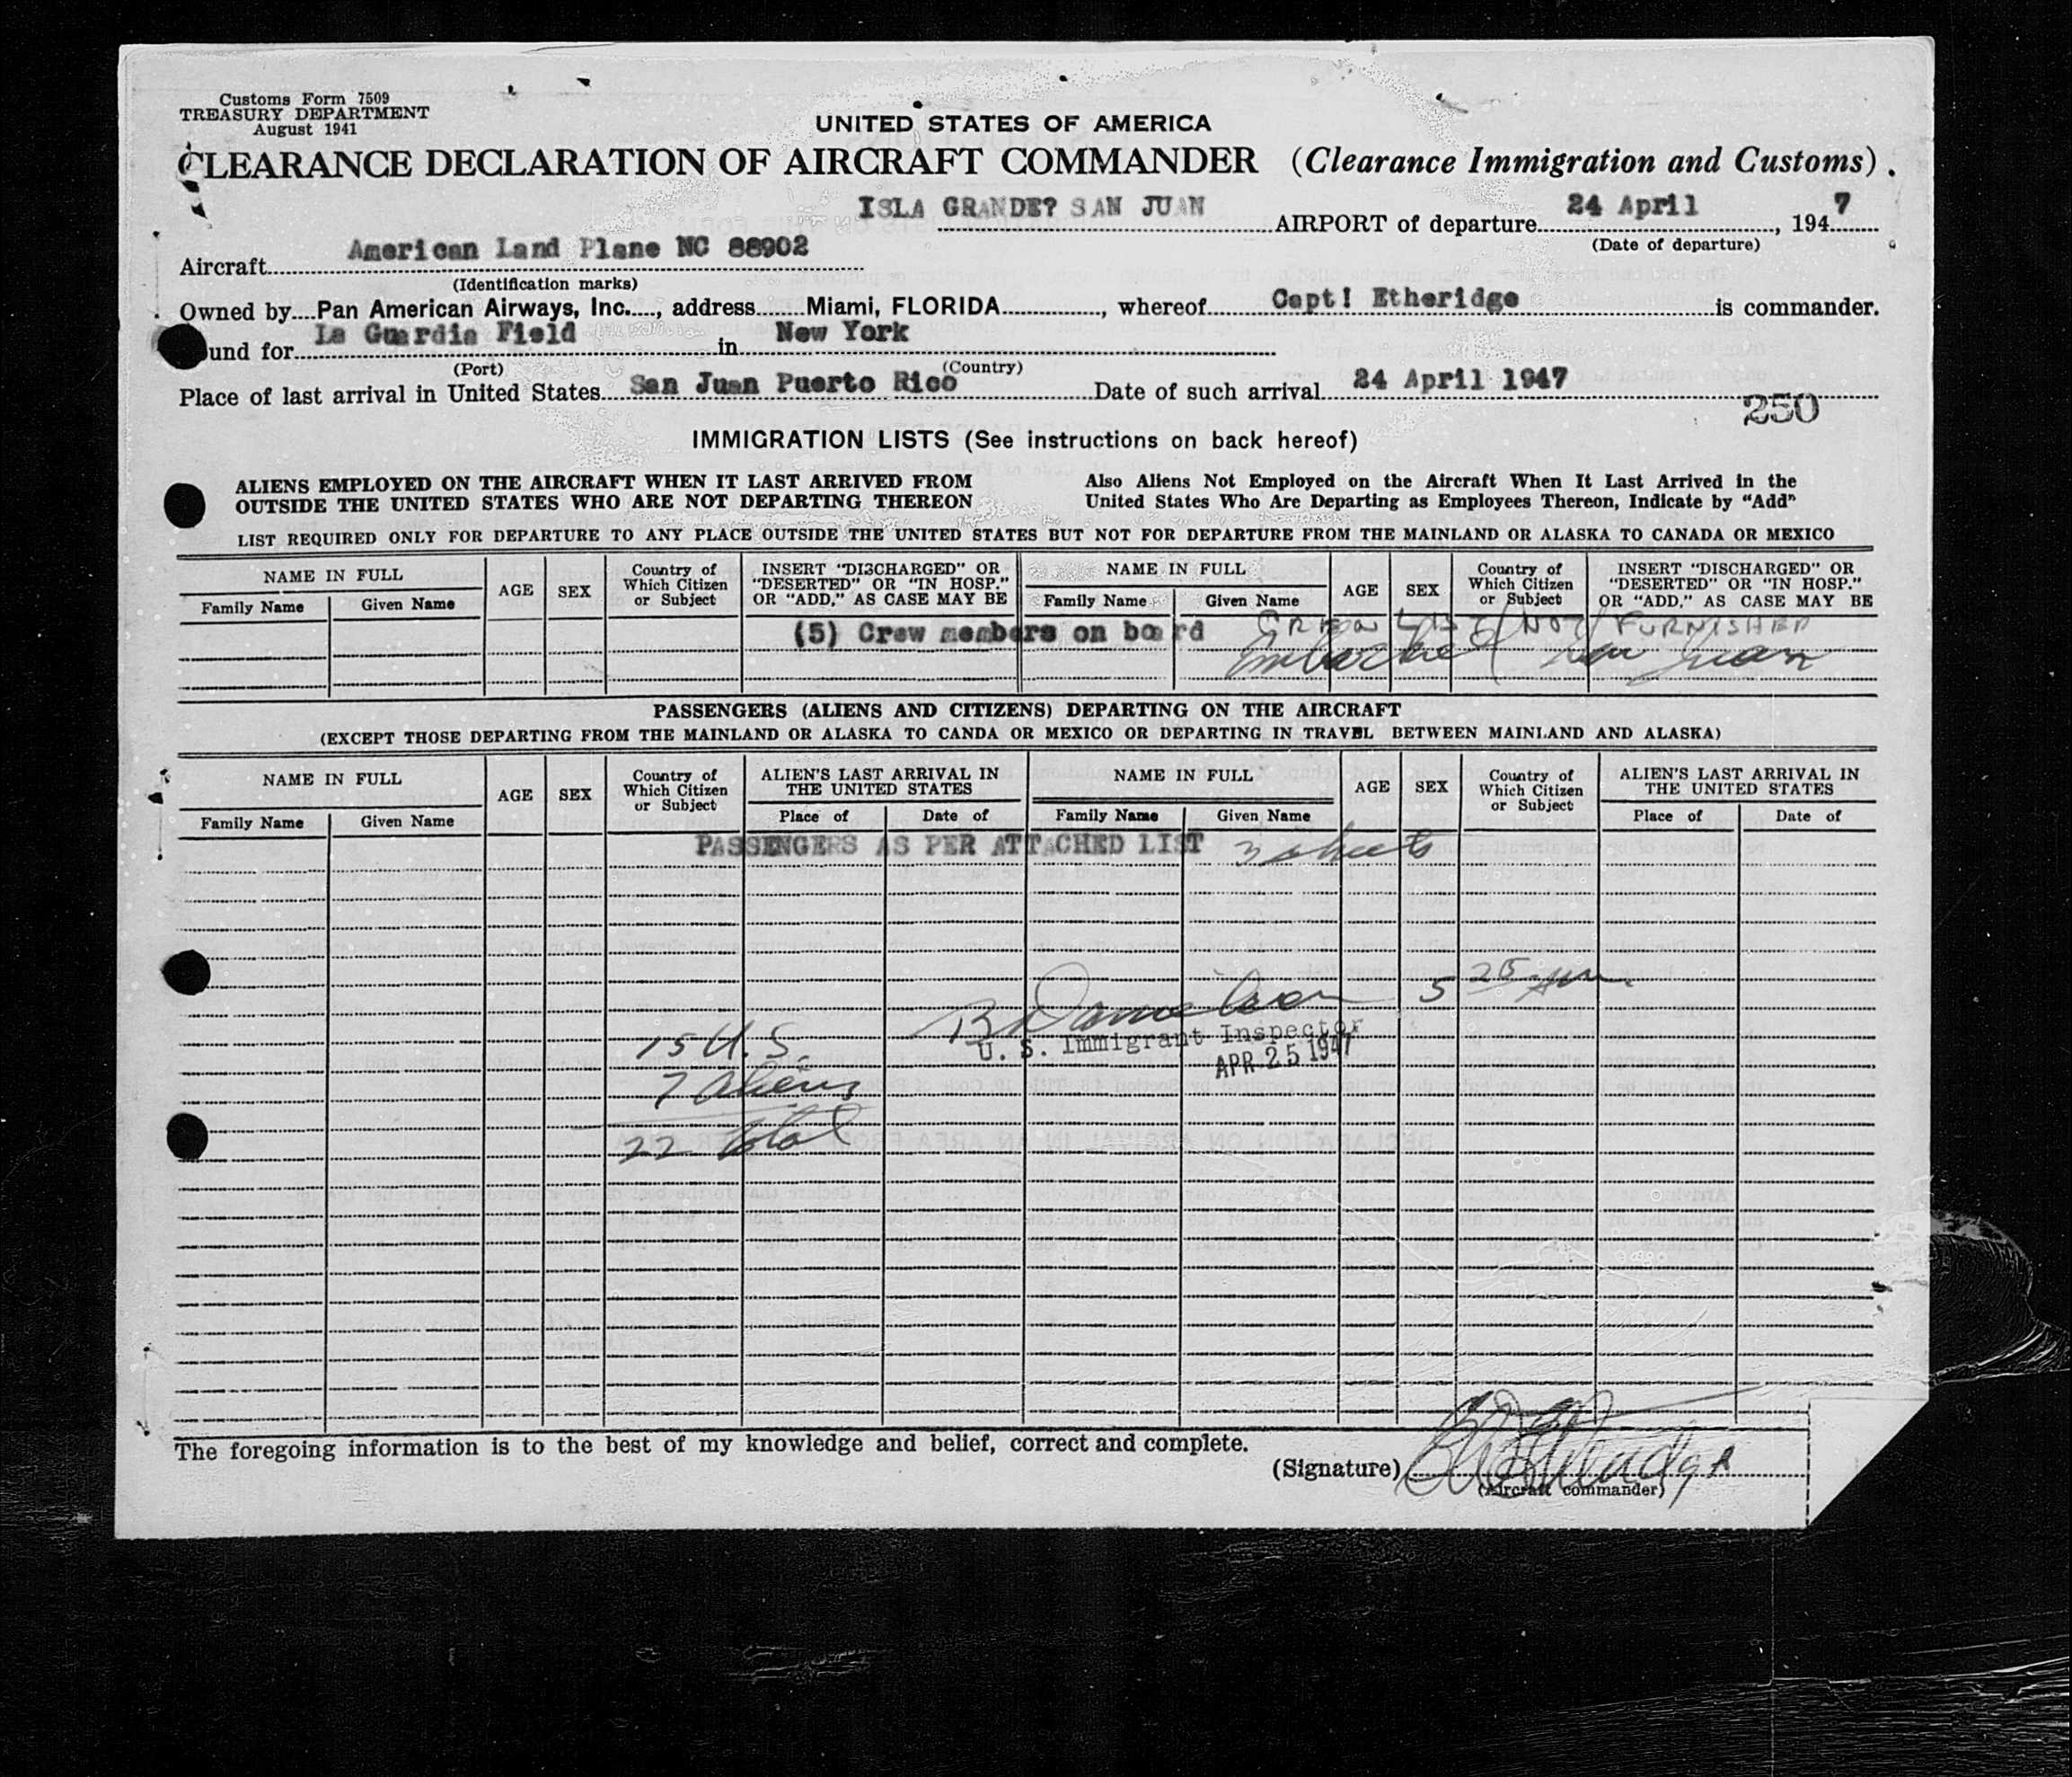 Customs Form 7509
TREASURY DEPARTMENT
August 1941
UNITED STATES OF AMERICA
CLEARANCE DECLARATION OF AIRCRAFT COMMANDER (Clearance Immigration and Customs).
ISLA GRANDE? SAN JUAN AIRPORT of departure 24 April, 1947
(Date of departure)
Aircraft American Land Plane NC 88902
(Identification marks)
Owned by Pan American Airways, Inc., address Miami, FLORIDA, whereof Capt! Etheridge is commander.
und for La Guardia Field in New York
(Port) (Country)
Place of last arrival in United States San Juan Puerto Rico Date of such arrival 24 April 1947
250
IMMIGRATION LISTS (See instructions on back hereof)
ALIENS EMPLOYED ON THE AIRCRAFT WHEN IT LAST ARRIVED FROM
OUTSIDE THE UNITED STATES WHO ARE NOT DEPARTING THEREON
Also Aliens Not Employed on the Aircraft When It Last Arrived in the
United States Who Are Departing as Employees Thereon, Indicate by "Add"
LIST REQUIRED ONLY FOR DEPARTURE TO ANY PLACE OUTSIDE THE UNITED STATES BUT NOT FOR DEPARTURE FROM THE MAINLAND OR ALASKA TO CANADA OR MEXICO
NAME IN FULL
Family Name Given Name
AGE
SEX
Country of
Which Citizen
or Subject
INSERT "DISCHARGED" OR
"DESERTED" OR "IN HOSP."
OR "ADD," AS CASE MAY BE
NAME IN FULL
Family Name Given Name
AGE
SEX
Country of
Which Citizen
or Subject
INSERT "DISCHARGED" OR
"DESERTED" OR "IN HOSP."
OR "ADD," AS CASE MAY BE
(5) Crew members on board CREW LIST NOT FURNISHED
Embarked San Juan
PASSENGERS (ALIENS AND CITIZENS) DEPARTING ON THE AIRCRAFT
(EXCEPT THOSE DEPARTING FROM THE MAINLAND OR ALASKA TO CANDA OR MEXICO OR DEPARTING IN TRAVEL BETWEEN MAINLAND AND ALASKA)
NAME IN FULL
Family Name Given Name
AGE
SEX
Country of
Which Citizen
or Subject
ALIEN'S LAST ARRIVAL IN
THE UNITED STATES
Place of Date of
NAME IN FULL
Family Name Given Name
AGE
SEX
Country of
Which Citizen
or Subject
ALIEN'S LAST ARRIVAL IN
THE UNITED STATES
Place of Date of
PASSENGERS AS PER ATTACHED LIST 3 sheets
5 25
15 U.S.
U. S. Immigrant Inspector
APR 25 1947
7 aliens
22 total
The foregoing information is to the best of my knowledge and belief, correct and complete.
(Signature) Etheridge
(Aircraft commander)